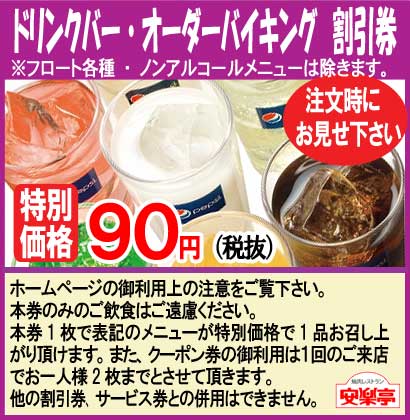 ドリンクバー・オーダーバイキング 割引券
※フロート各種・ノンアルコールメニューは除きます。
注文時に
お見せ下さい
pepsi
特別
価格
90円(税抜)
ホームページの御利用上の注意をご覧下さい。
本券のみのご飲食はご遠慮ください。
本券1枚で表記のメニューが特別価格で1品お召し上
がり頂けます。また、クーポン券の御利用は1回のご来店
でお一人様2枚までとさせて頂きます。
他の割引券、サービス券との併用はできません。
焼肉レストラン
安楽亭